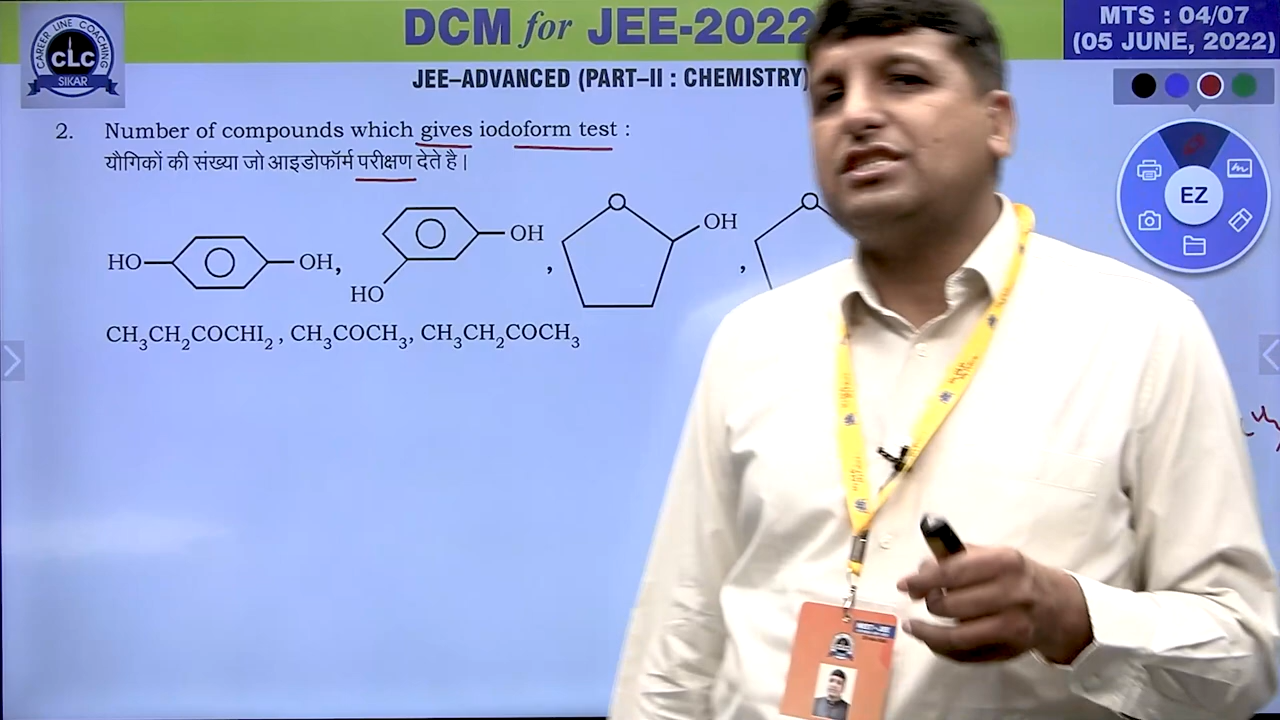 CAREER LINE COACHING
CLC
SIKAR
DCM for JEE-2022
MTS : 04/07
(05 JUNE, 2022)
JEE–ADVANCED (PART–II : CHEMISTRY)
EZ
2. Number of compounds which gives iodoform test :
यौगिकों की संख्या जो आइडोफॉर्म परीक्षण देते है।
HO OH, HO OH , O OH , O
CH₃CH₂COCHI₂ , CH₃COCH₃, CH₃CH₂COCH₃